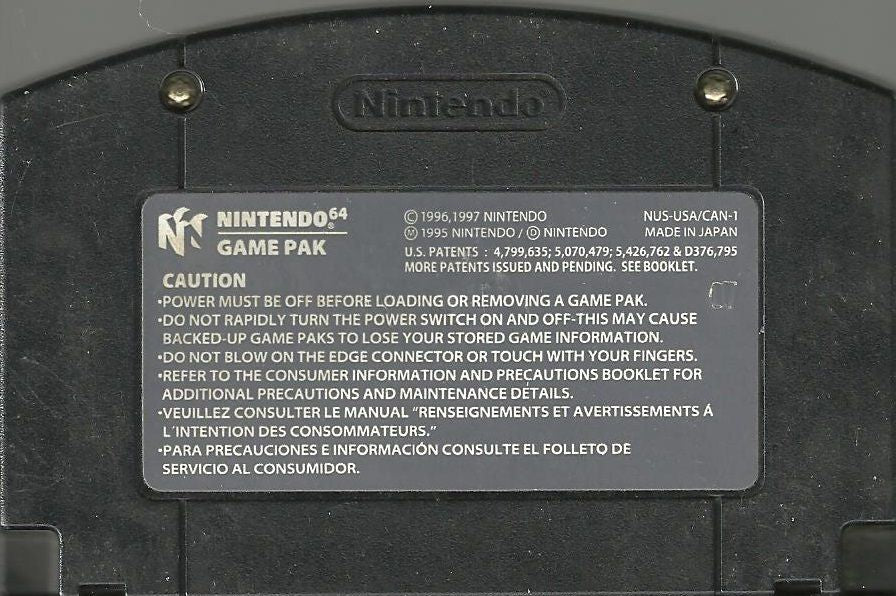 Nintendo
NINTENDO64
GAME PAK
©1996,1997 NINTENDO NUS-USA/CAN-1
Ⓜ 1995 NINTENDO / Ⓓ NINTENDO MADE IN JAPAN
U.S. PATENTS : 4,799,635; 5,070,479; 5,426,762 & D376,795
MORE PATENTS ISSUED AND PENDING. SEE BOOKLET.
CAUTION
•POWER MUST BE OFF BEFORE LOADING OR REMOVING A GAME PAK.
•DO NOT RAPIDLY TURN THE POWER SWITCH ON AND OFF-THIS MAY CAUSE
BACKED-UP GAME PAKS TO LOSE YOUR STORED GAME INFORMATION.
•DO NOT BLOW ON THE EDGE CONNECTOR OR TOUCH WITH YOUR FINGERS.
•REFER TO THE CONSUMER INFORMATION AND PRECAUTIONS BOOKLET FOR
ADDITIONAL PRECAUTIONS AND MAINTENANCE DETAILS.
•VEUILLEZ CONSULTER LE MANUAL "RENSEIGNEMENTS ET AVERTISSEMENTS Á
L'INTENTION DES CONSOMMATEURS."
•PARA PRECAUCIONES E INFORMACIÓN CONSULTE EL FOLLETO DE
SERVICIO AL CONSUMIDOR.